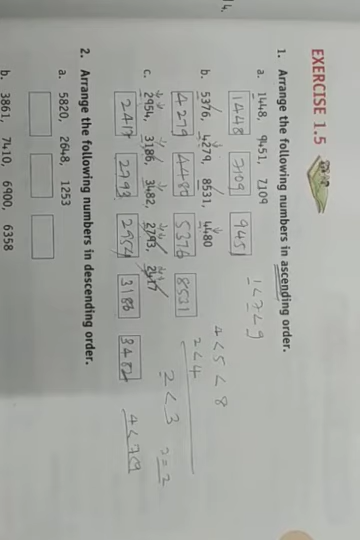 4,
EXERCISE 1.5
1. Arrange the following numbers in ascending order.
a. 1448, 9451, 7109
1448 7109 9451
1<7<9
b. 5376, 4279, 8531, 4480
4279 4480 5376 8531
4<5<8
2<4
c. 2954, 3186, 3482, 2793, 2417
2417 2793 2954 3186 3482
2<3 2=2
4<7<9
2. Arrange the following numbers in descending order.
a. 5820, 2648, 1253
b. 3861, 7410, 6900, 6358